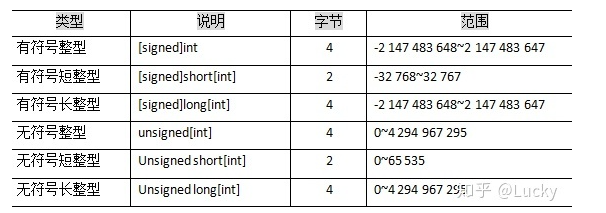 类型 说明 字节 范围
有符号整型 [signed]int 4 -2 147 483 648~2 147 483 647
有符号短整型 [signed]short[int] 2 -32 768~32 767
有符号长整型 [signed]long[int] 4 -2 147 483 648~2 147 483 647
无符号整型 unsigned[int] 4 0~4 294 967 295
无符号短整型 Unsigned short[int] 2 0~65 535
无符号长整型 Unsigned long[int] 4 0~4 294 967 295
知乎 @Lucky